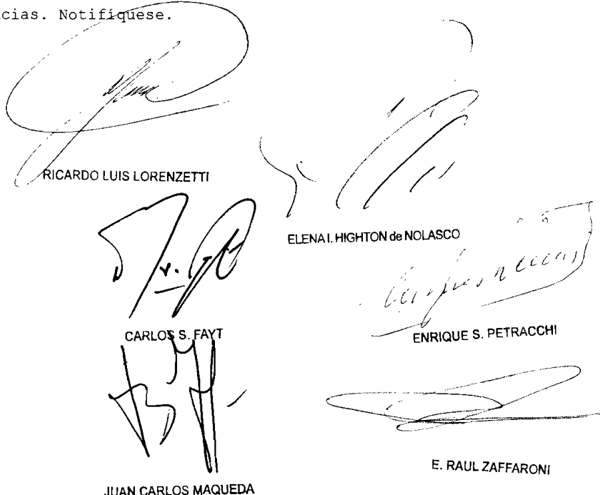 cias. Notifíquese.
RICARDO LUIS LORENZETTI
ELENA I. HIGHTON de NOLASCO
CARLOS S. FAYT
ENRIQUE S. PETRACCHI
JUAN CARLOS MAQUEDA
E. RAUL ZAFFARONI